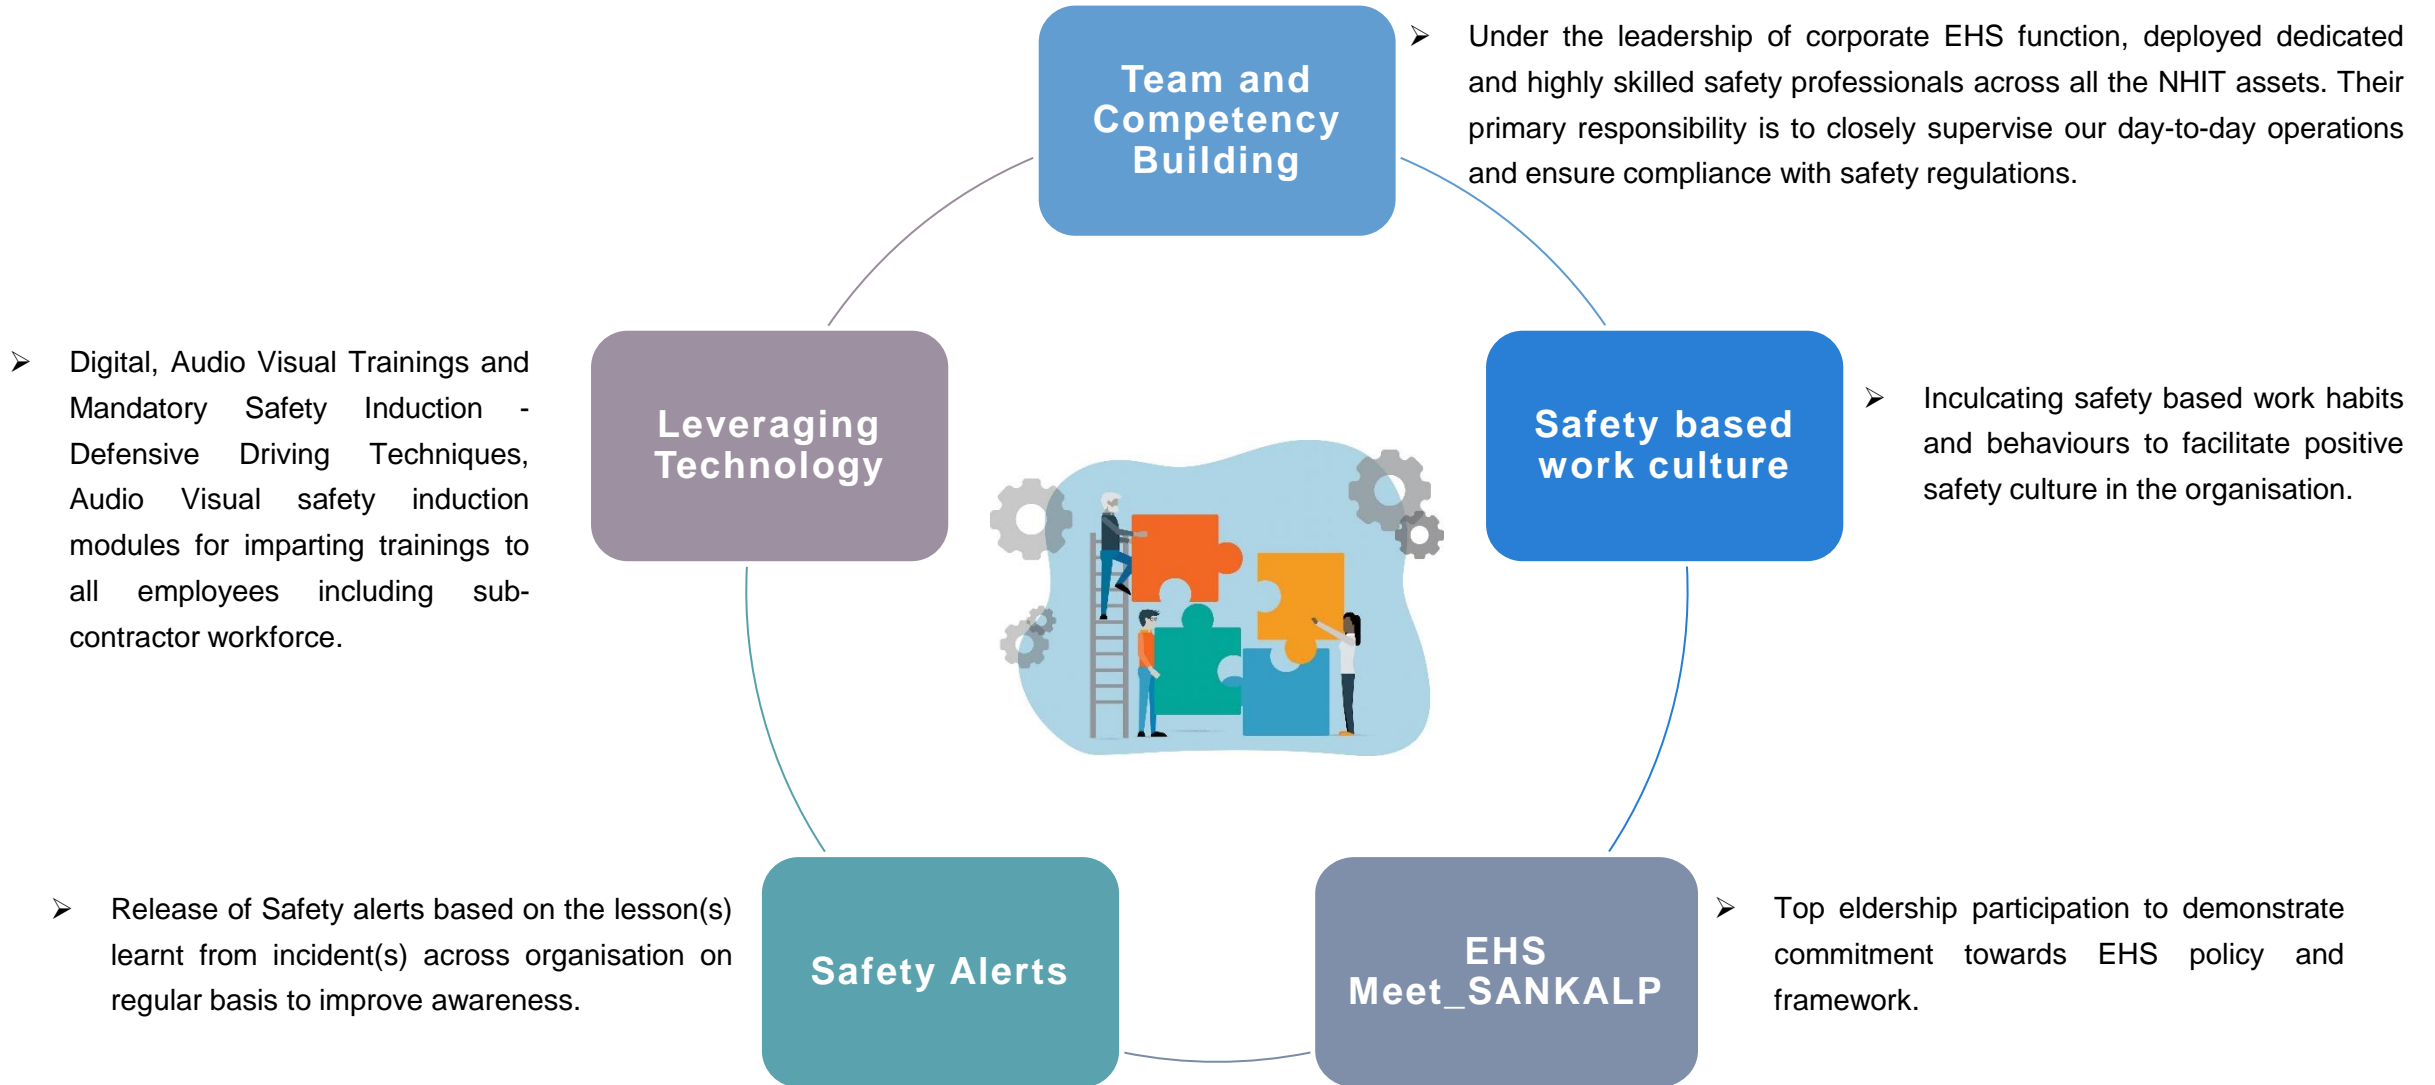 Team and
Competency
Building
➢ Under the leadership of corporate EHS function, deployed dedicated
and highly skilled safety professionals across all the NHIT assets. Their
primary responsibility is to closely supervise our day-to-day operations
and ensure compliance with safety regulations.
Safety based
work culture
➢ Inculcating safety based work habits
and behaviours to facilitate positive
safety culture in the organisation.
EHS
Meet_SANKALP
➢ Top eldership participation to demonstrate
commitment towards EHS policy and
framework.
Safety Alerts
➢ Release of Safety alerts based on the lesson(s)
learnt from incident(s) across organisation on
regular basis to improve awareness.
Leveraging
Technology
➢ Digital, Audio Visual Trainings and
Mandatory Safety Induction -
Defensive Driving Techniques,
Audio Visual safety induction
modules for imparting trainings to
all employees including sub-
contractor workforce.